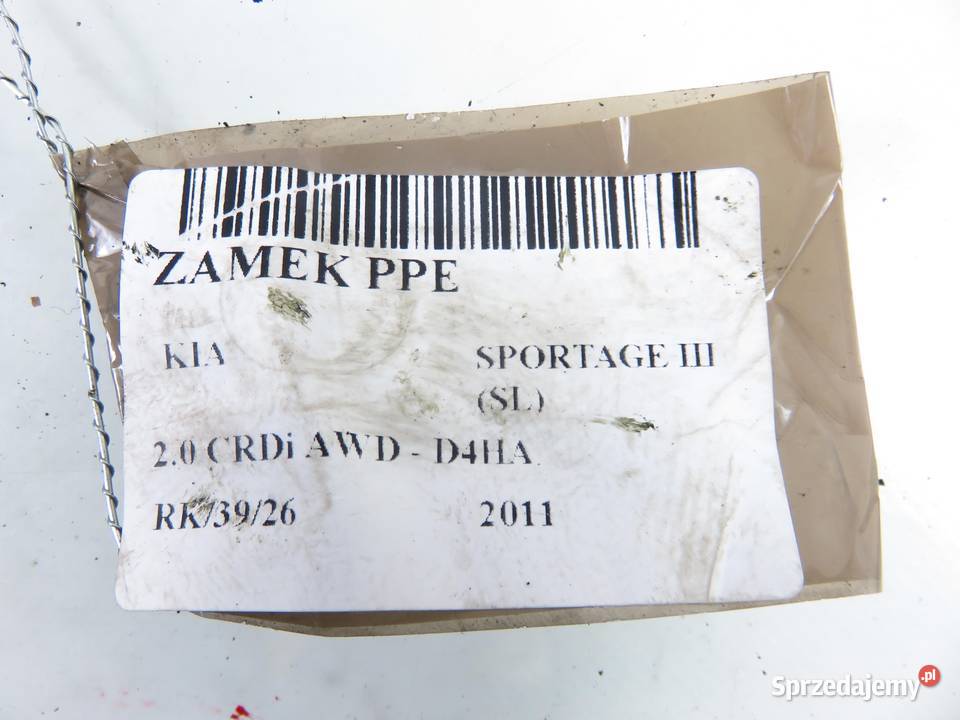 ZAMEK PPE
KIA SPORTAGE III
(SL)
2.0 CRDi AWD - D4HA
RK/39/26 2011
Sprzedajemy.pl